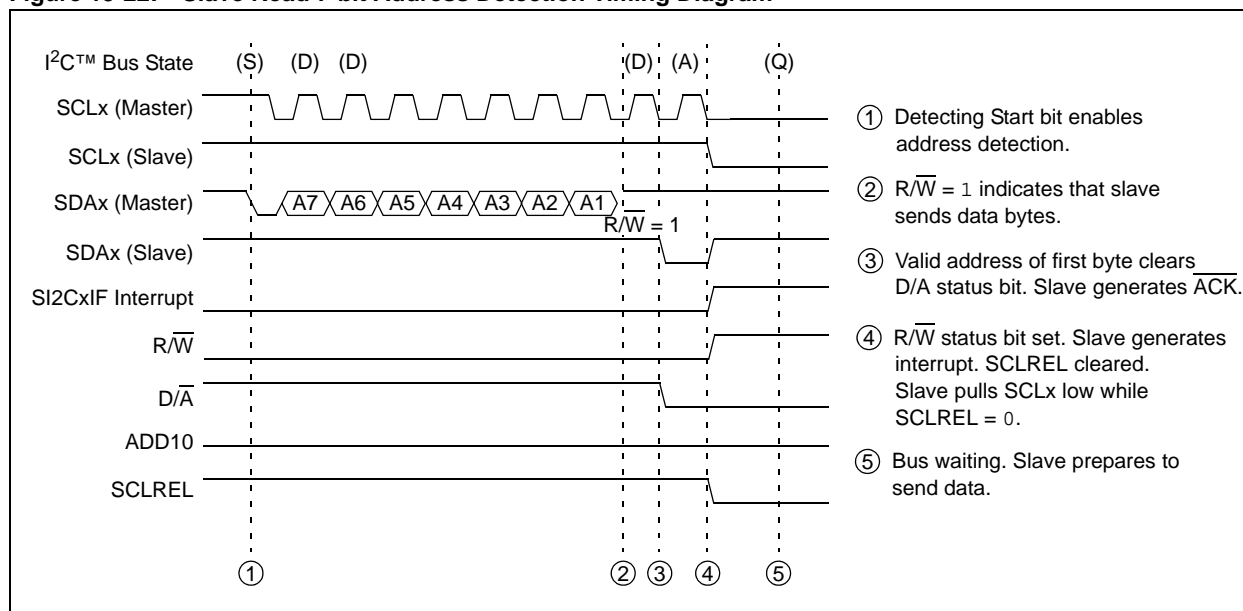 Figure 19-22: Slave Read 7-bit Address Detection Timing Diagram
I²C™ Bus State (S) (D) (D) (D) (A) (Q)
SCLx (Master)
SCLx (Slave)
SDAx (Master) A7 A6 A5 A4 A3 A2 A1
R/W̅ = 1
SDAx (Slave)
SI2CxIF Interrupt
R/W̅
D/A̅
ADD10
SCLREL
1 2 3 4 5
1 Detecting Start bit enables
address detection.
2 R/W̅ = 1 indicates that slave
sends data bytes.
3 Valid address of first byte clears
D/A status bit. Slave generates A̅C̅K̅.
4 R/W̅ status bit set. Slave generates
interrupt. SCLREL cleared.
Slave pulls SCLx low while
SCLREL = 0.
5 Bus waiting. Slave prepares to
send data.